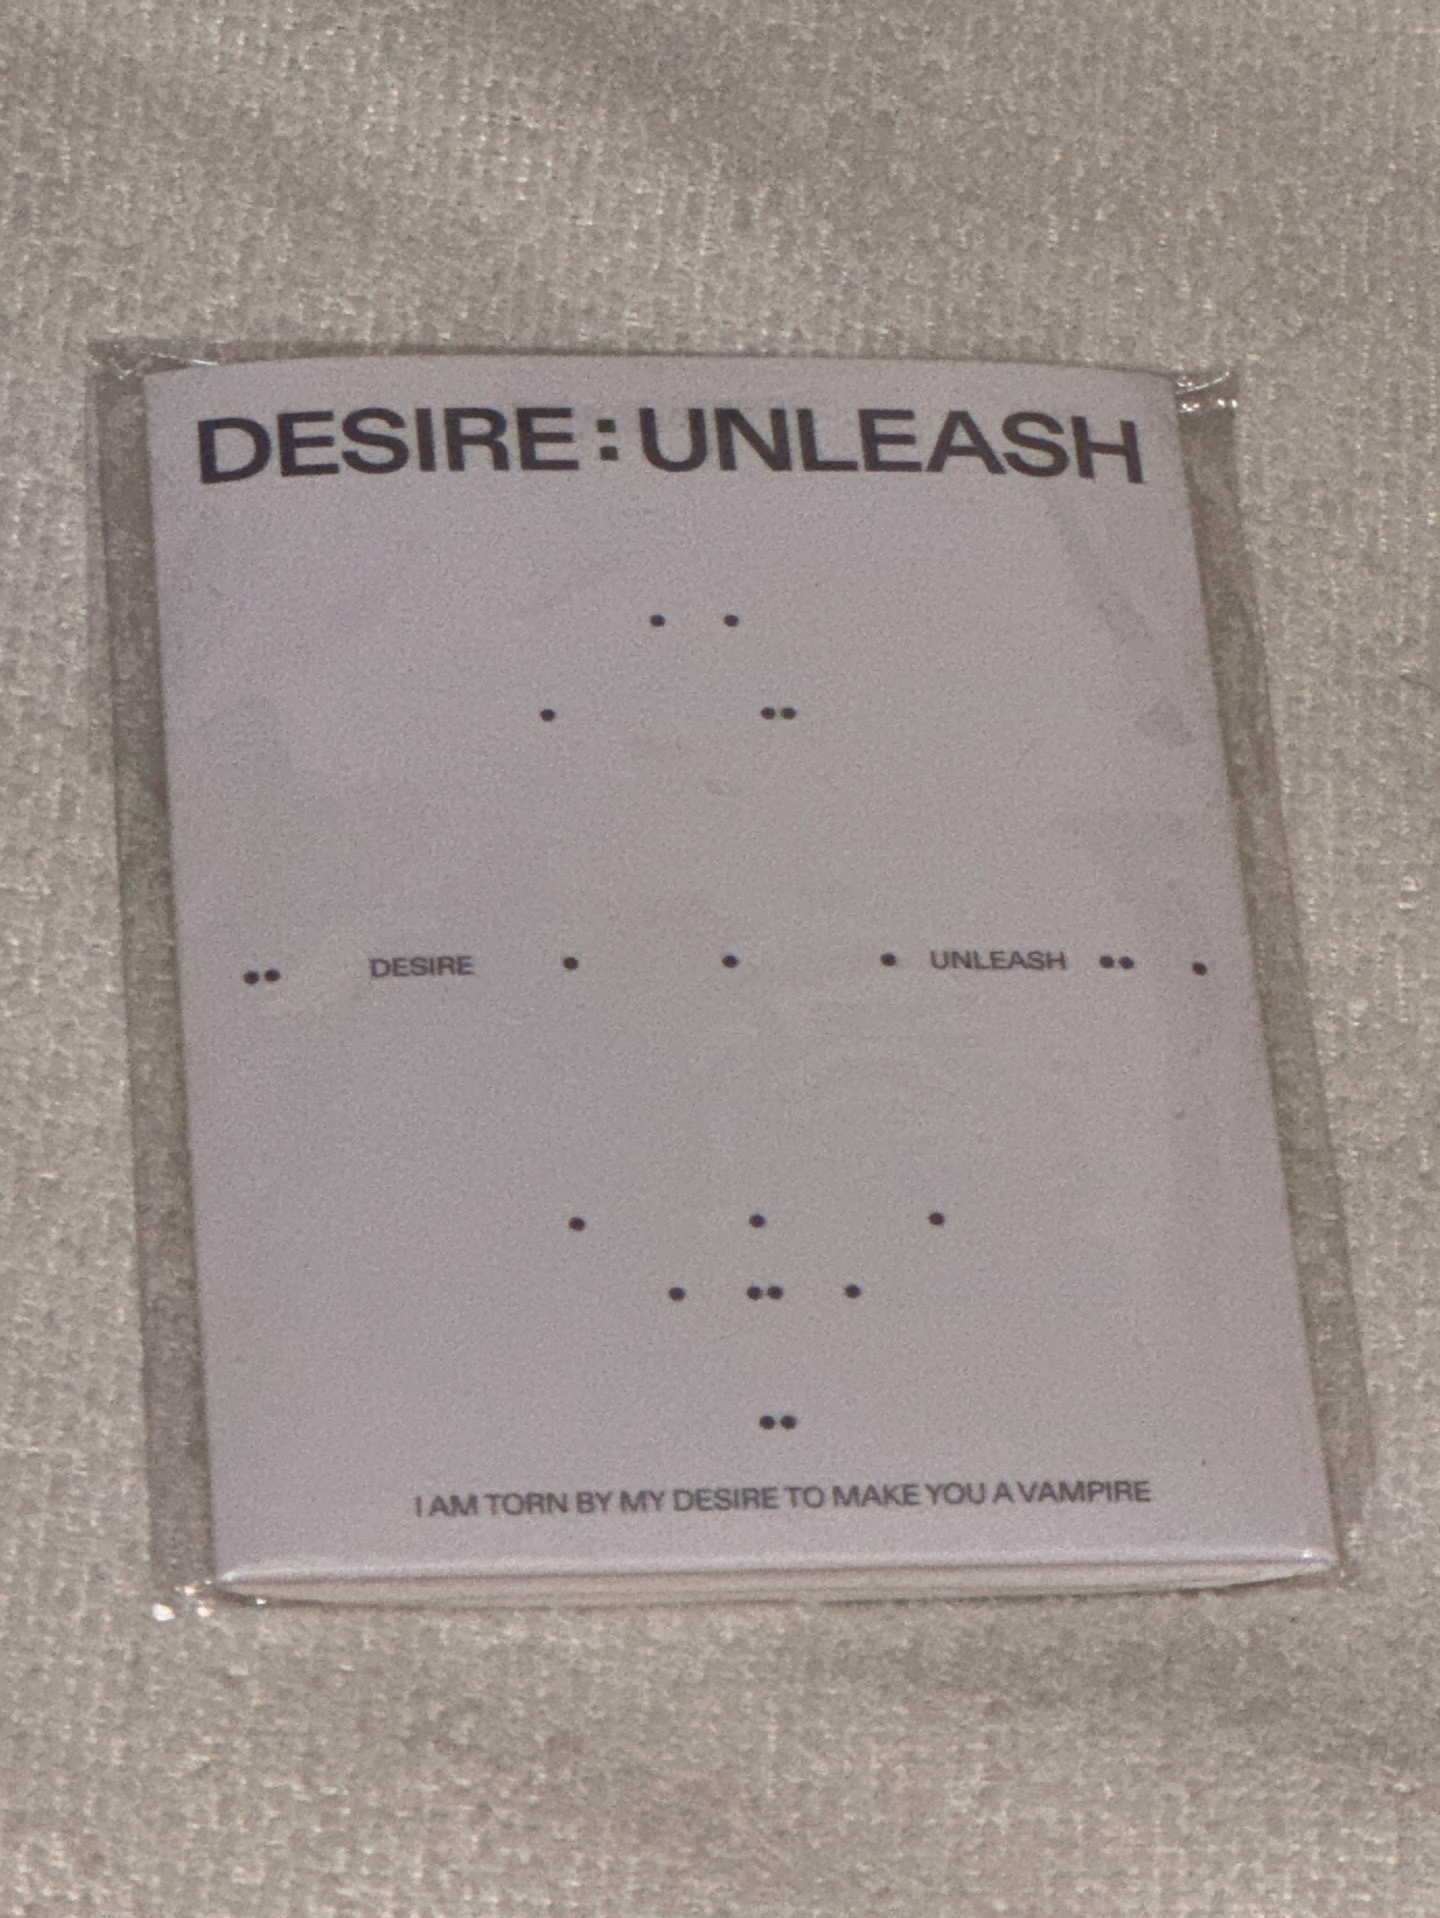 DESIRE : UNLEASH
DESIRE UNLEASH
I AM TORN BY MY DESIRE TO MAKE YOU A VAMPIRE